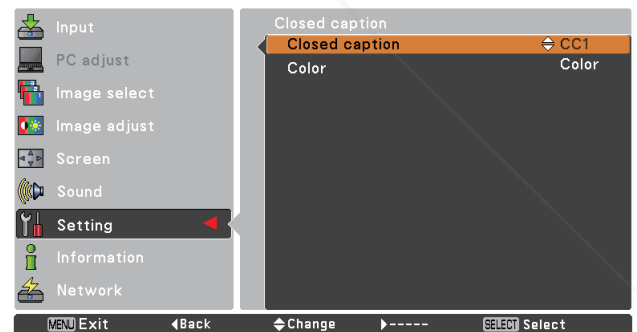 Input
PC adjust
Image select
Image adjust
Screen
Sound
Setting
Information
Network
Closed caption
Closed caption CC1
Color Color
MENU Exit Back Change ----- SELECT Select